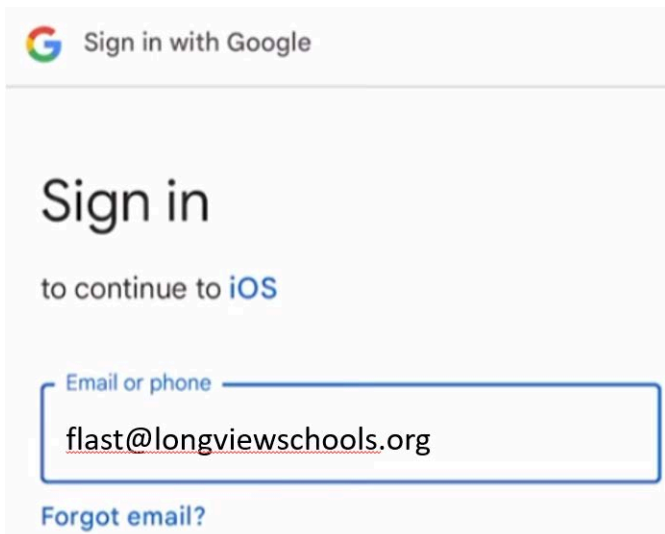 Sign in with Google
Sign in
to continue to iOS
Email or phone
flast@longviewschools.org
Forgot email?